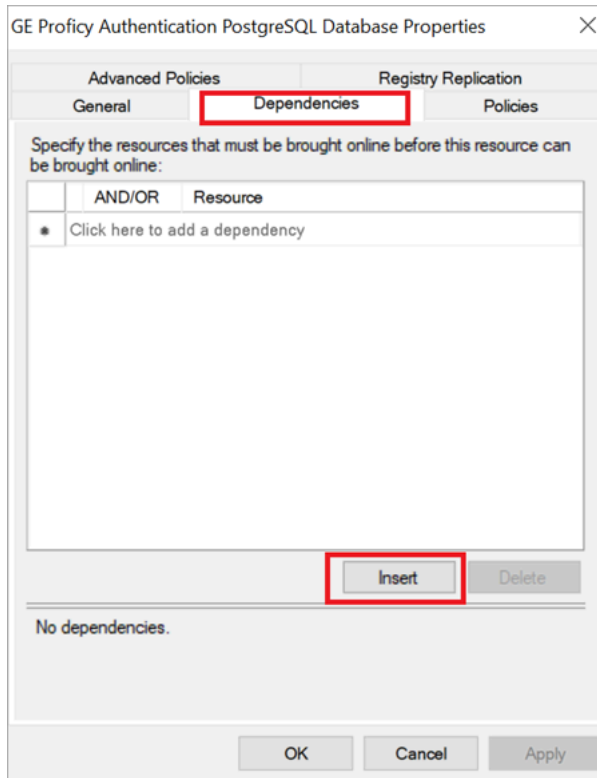 GE Proficy Authentication PostgreSQL Database Properties
Advanced Policies Registry Replication
General Dependencies Policies
Specify the resources that must be brought online before this resource can
be brought online:
AND/OR Resource
Click here to add a dependency
Insert Delete
No dependencies.
OK Cancel Apply